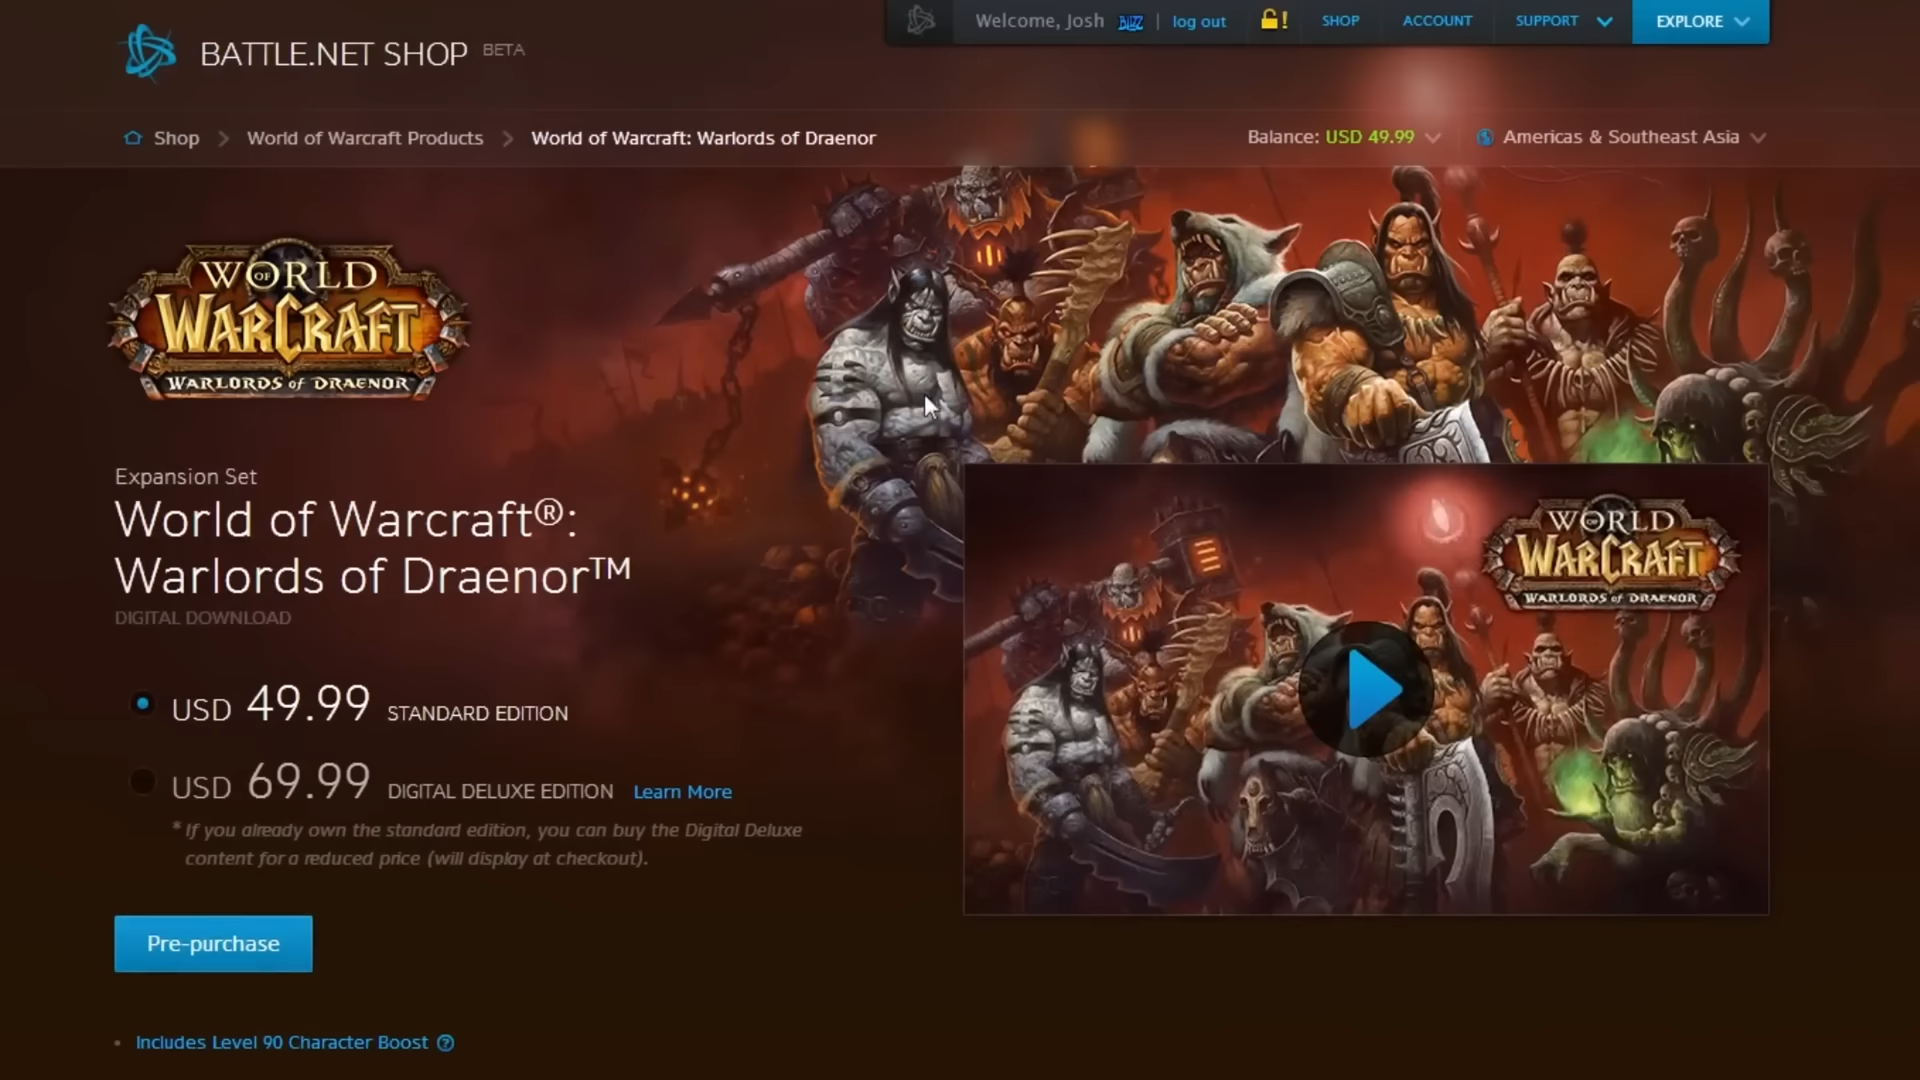 BATTLE.NET SHOP BETA
Welcome, Josh BLIZZ | log out ! SHOP ACCOUNT SUPPORT EXPLORE
Shop World of Warcraft Products World of Warcraft: Warlords of Draenor
Balance: USD 49.99 Americas & Southeast Asia
WORLD OF
WARCRAFT
WARLORDS of DRAENOR
Expansion Set
World of Warcraft®:
Warlords of Draenor™
DIGITAL DOWNLOAD
USD 49.99 STANDARD EDITION
USD 69.99 DIGITAL DELUXE EDITION Learn More
* If you already own the standard edition, you can buy the Digital Deluxe
content for a reduced price (will display at checkout).
Pre-purchase
• Includes Level 90 Character Boost ?
WORLD OF
WARCRAFT
WARLORDS of DRAENOR